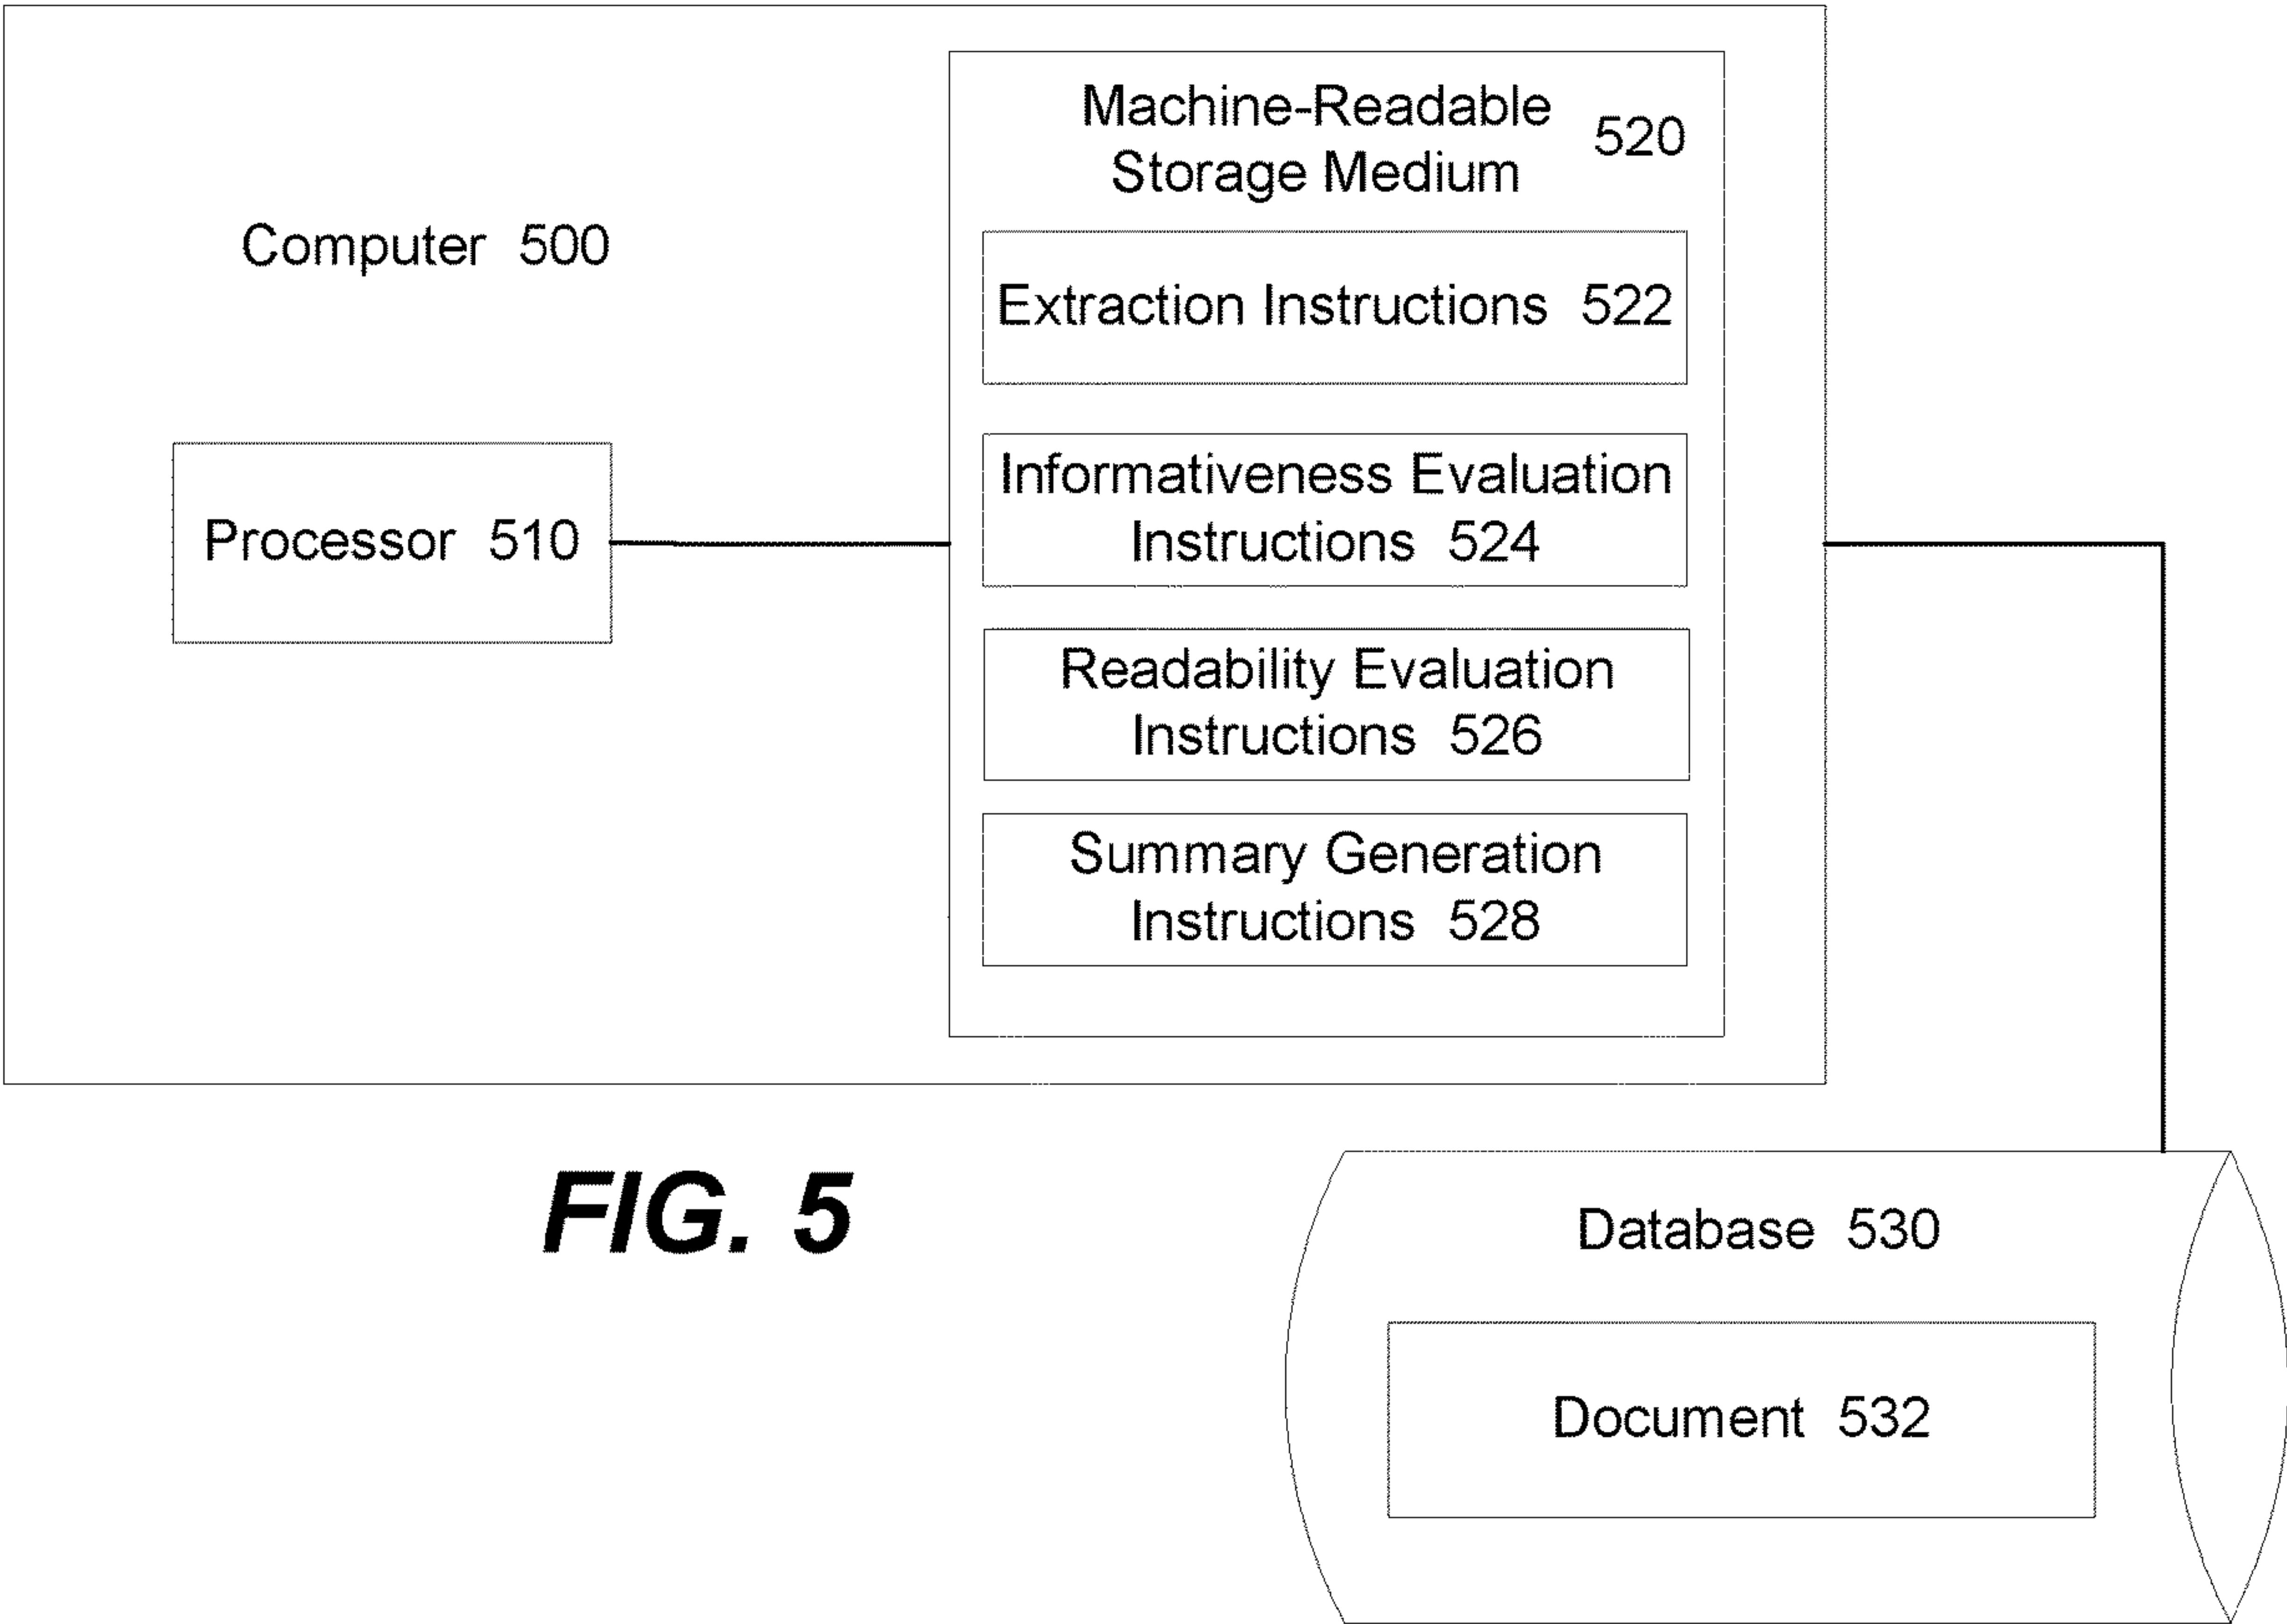 Machine-Readable
Storage Medium
520
Computer 500
Extraction Instructions 522
Informativeness Evaluation
Instructions 524
Processor 510
Readability Evaluation
Instructions 526
Summary Generation
Instructions 528
FIG. 5
Database 530
Document 532